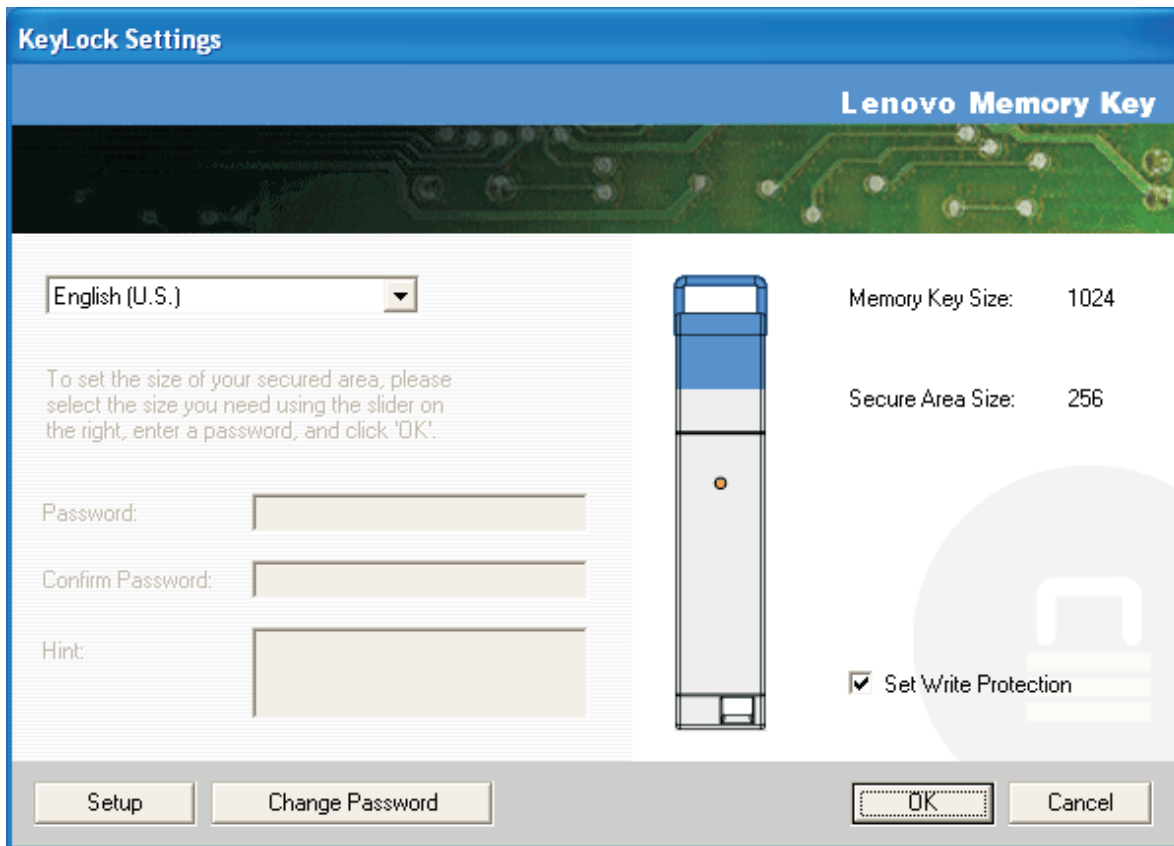 KeyLock Settings
Lenovo Memory Key
English (U.S.)
To set the size of your secured area, please
select the size you need using the slider on
the right, enter a password, and click 'OK'.
Password:
Confirm Password:
Hint:
Memory Key Size: 1024
Secure Area Size: 256
Set Write Protection
Setup
Change Password
OK
Cancel